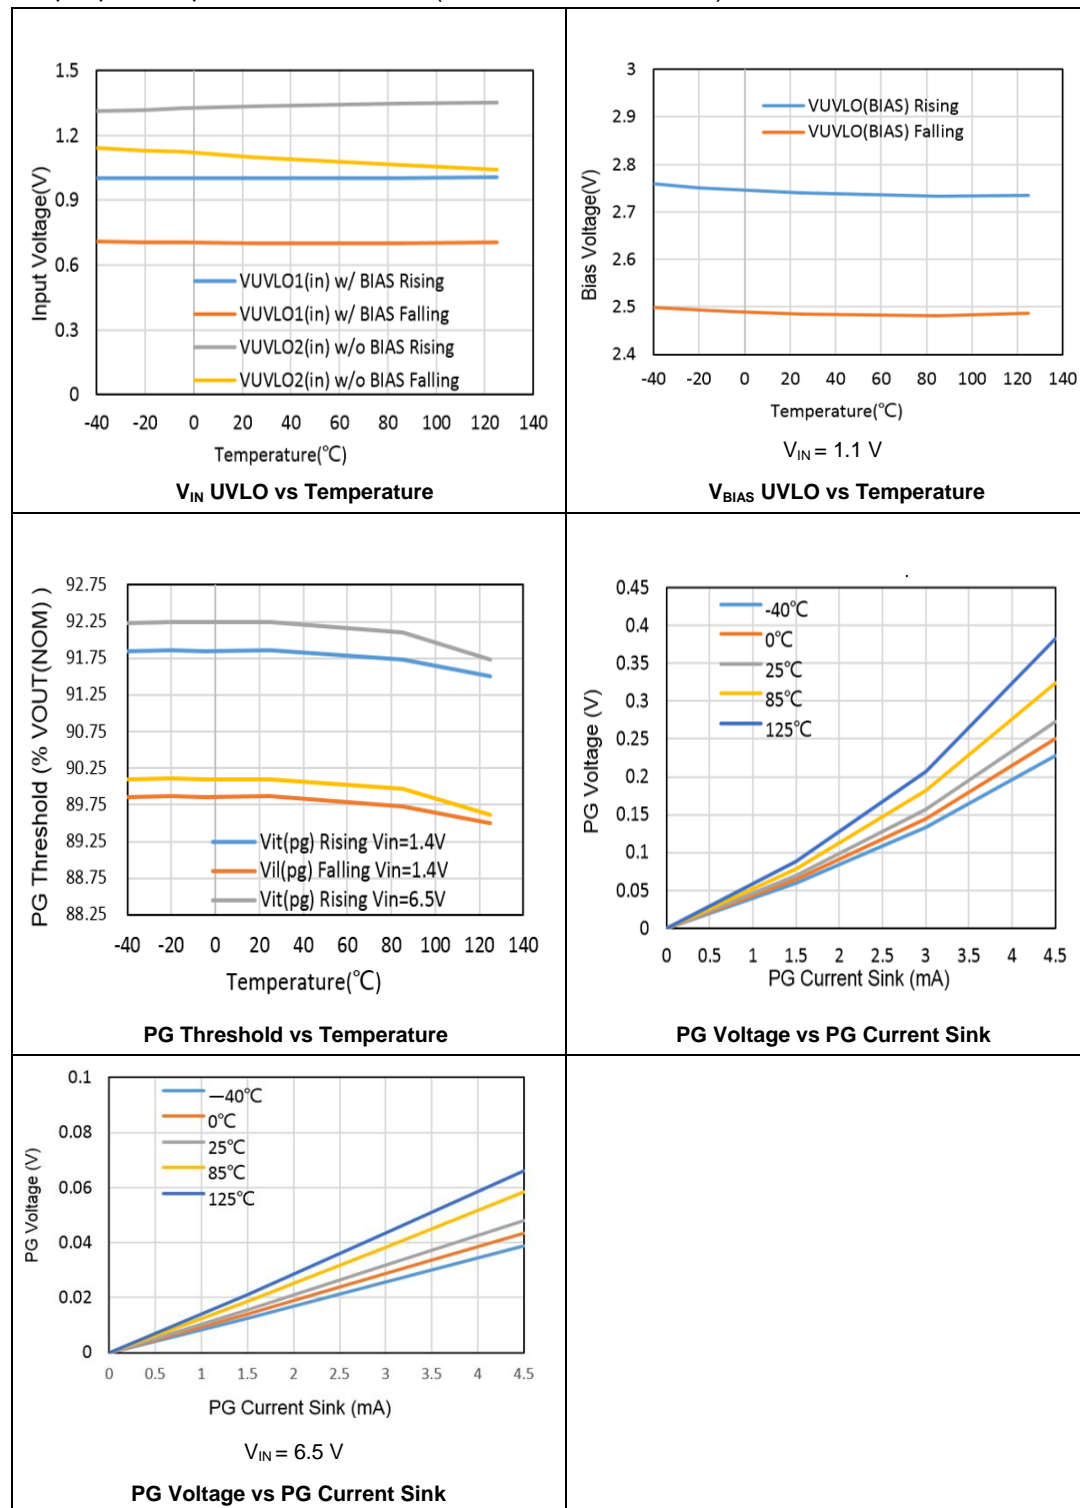 1.5
1.2
0.9
0.6
0.3
0
Input Voltage(V)
VUVLO1(in) w/ BIAS Rising
VUVLO1(in) w/ BIAS Falling
VUVLO2(in) w/o BIAS Rising
VUVLO2(in) w/o BIAS Falling
-40 -20 0 20 40 60 80 100 120 140
Temperature(℃)
VIN UVLO vs Temperature
3
2.9
2.8
2.7
2.6
2.5
2.4
Bias Voltage(V)
VUVLO(BIAS) Rising
VUVLO(BIAS) Falling
-40 -20 0 20 40 60 80 100 120 140
Temperature(℃)
VIN = 1.1 V
VBIAS UVLO vs Temperature
92.75
92.25
91.75
91.25
90.75
90.25
89.75
89.25
88.75
88.25
PG Threshold (% VOUT(NOM) )
Vit(pg) Rising Vin=1.4V
Vil(pg) Falling Vin=1.4V
Vit(pg) Rising Vin=6.5V
-40 -20 0 20 40 60 80 100 120 140
Temperature(℃)
PG Threshold vs Temperature
0.45
0.4
0.35
0.3
0.25
0.2
0.15
0.1
0.05
0
PG Voltage (V)
-40℃
0℃
25℃
85℃
125℃
0 0.5 1 1.5 2 2.5 3 3.5 4 4.5
PG Current Sink (mA)
PG Voltage vs PG Current Sink
0.1
0.08
0.06
0.04
0.02
0
PG Voltage (V)
—40℃
0℃
25℃
85℃
125℃
0 0.5 1 1.5 2 2.5 3 3.5 4 4.5
PG Current Sink (mA)
VIN = 6.5 V
PG Voltage vs PG Current Sink